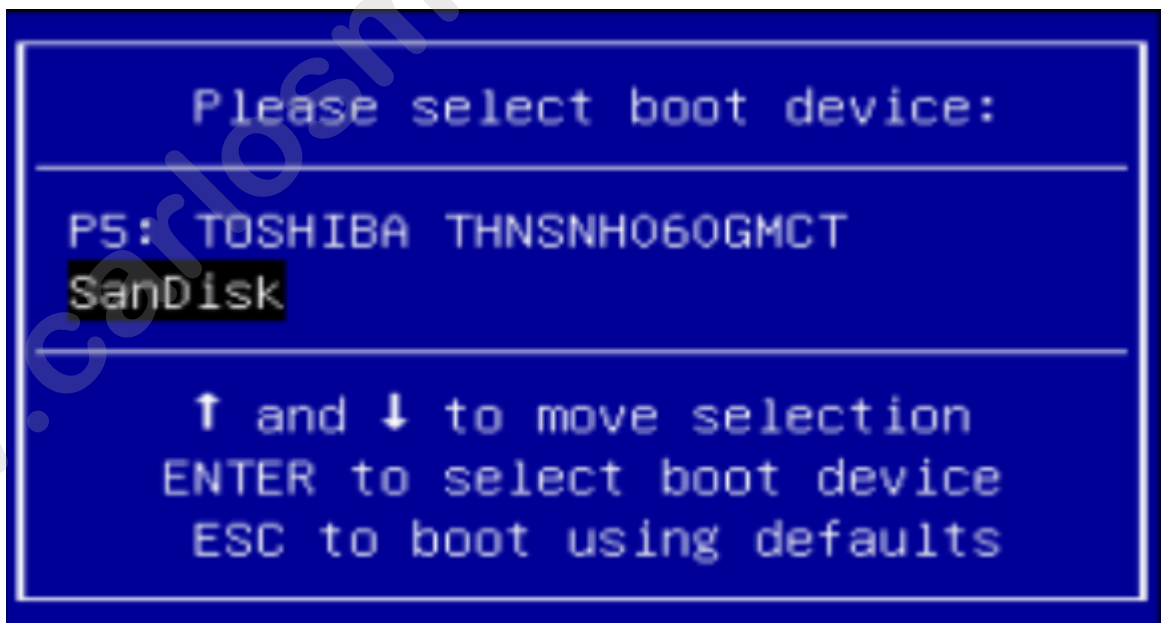 Please select boot device:
P5: TOSHIBA THNSNH060GMCT
SanDisk
↑ and ↓ to move selection
ENTER to select boot device
ESC to boot using defaults
.carlosm